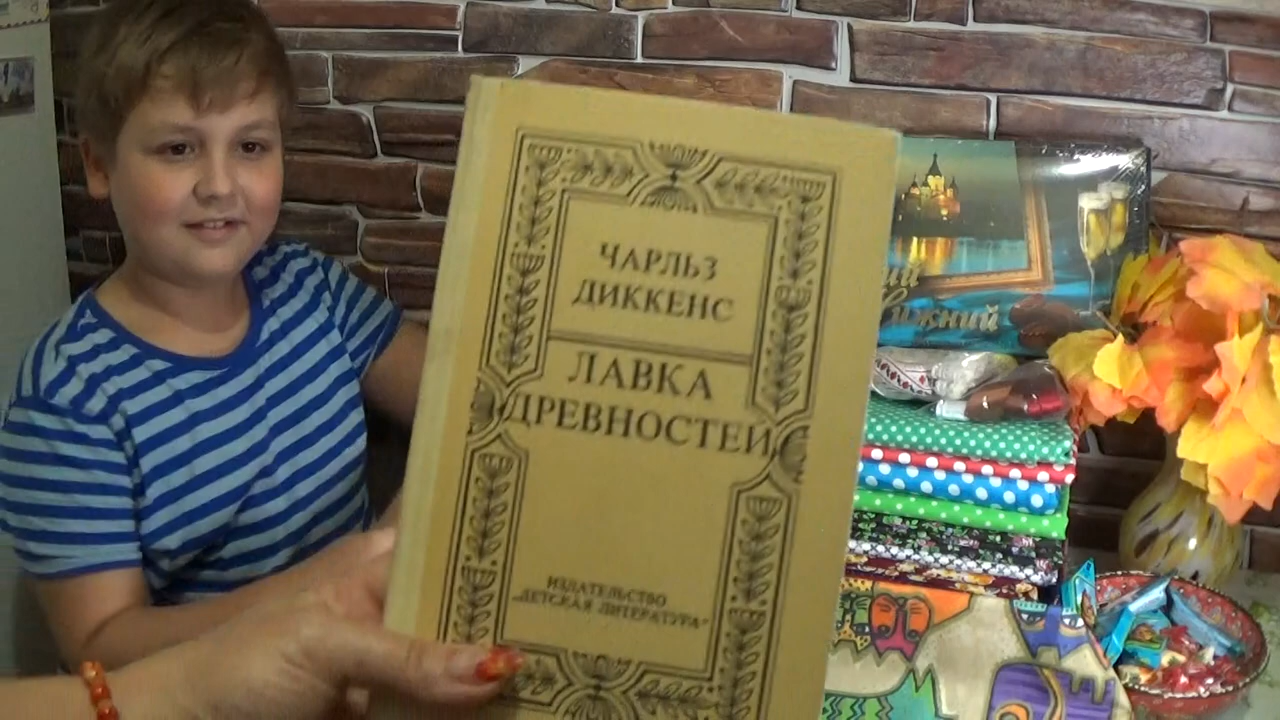 ЧАРЛЬЗ
ДИККЕНС
ЛАВКА
ДРЕВНОСТЕЙ
ИЗДАТЕЛЬСТВО
„ДЕТСКАЯ ЛИТЕРАТУРА"